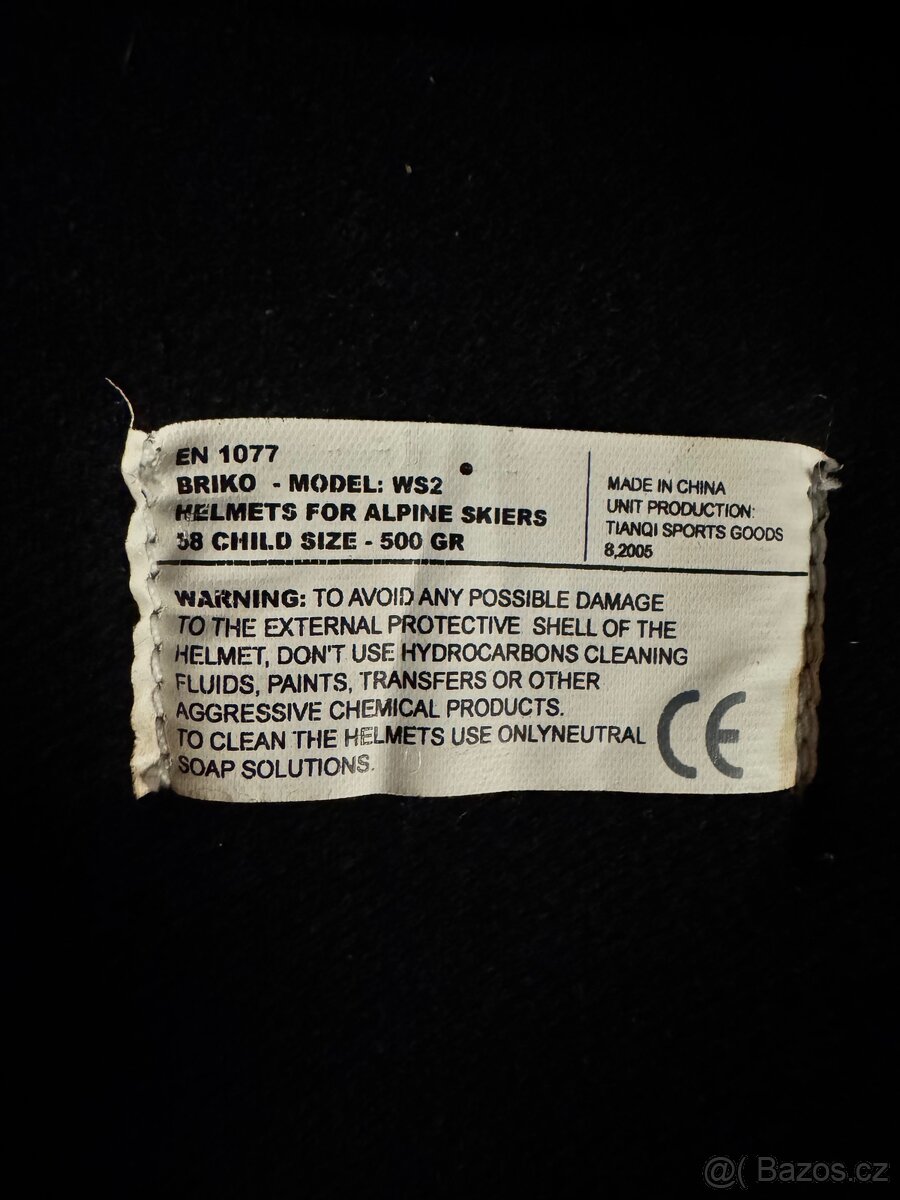 EN 1077
BRIKO - MODEL: WS2
HELMETS FOR ALPINE SKIERS
58 CHILD SIZE - 500 GR
MADE IN CHINA
UNIT PRODUCTION:
TIANQI SPORTS GOODS
8,2005
WARNING: TO AVOID ANY POSSIBLE DAMAGE
TO THE EXTERNAL PROTECTIVE SHELL OF THE
HELMET, DON'T USE HYDROCARBONS CLEANING
FLUIDS, PAINTS, TRANSFERS OR OTHER
AGGRESSIVE CHEMICAL PRODUCTS.
TO CLEAN THE HELMETS USE ONLYNEUTRAL
SOAP SOLUTIONS.
CE
@( Bazos.cz